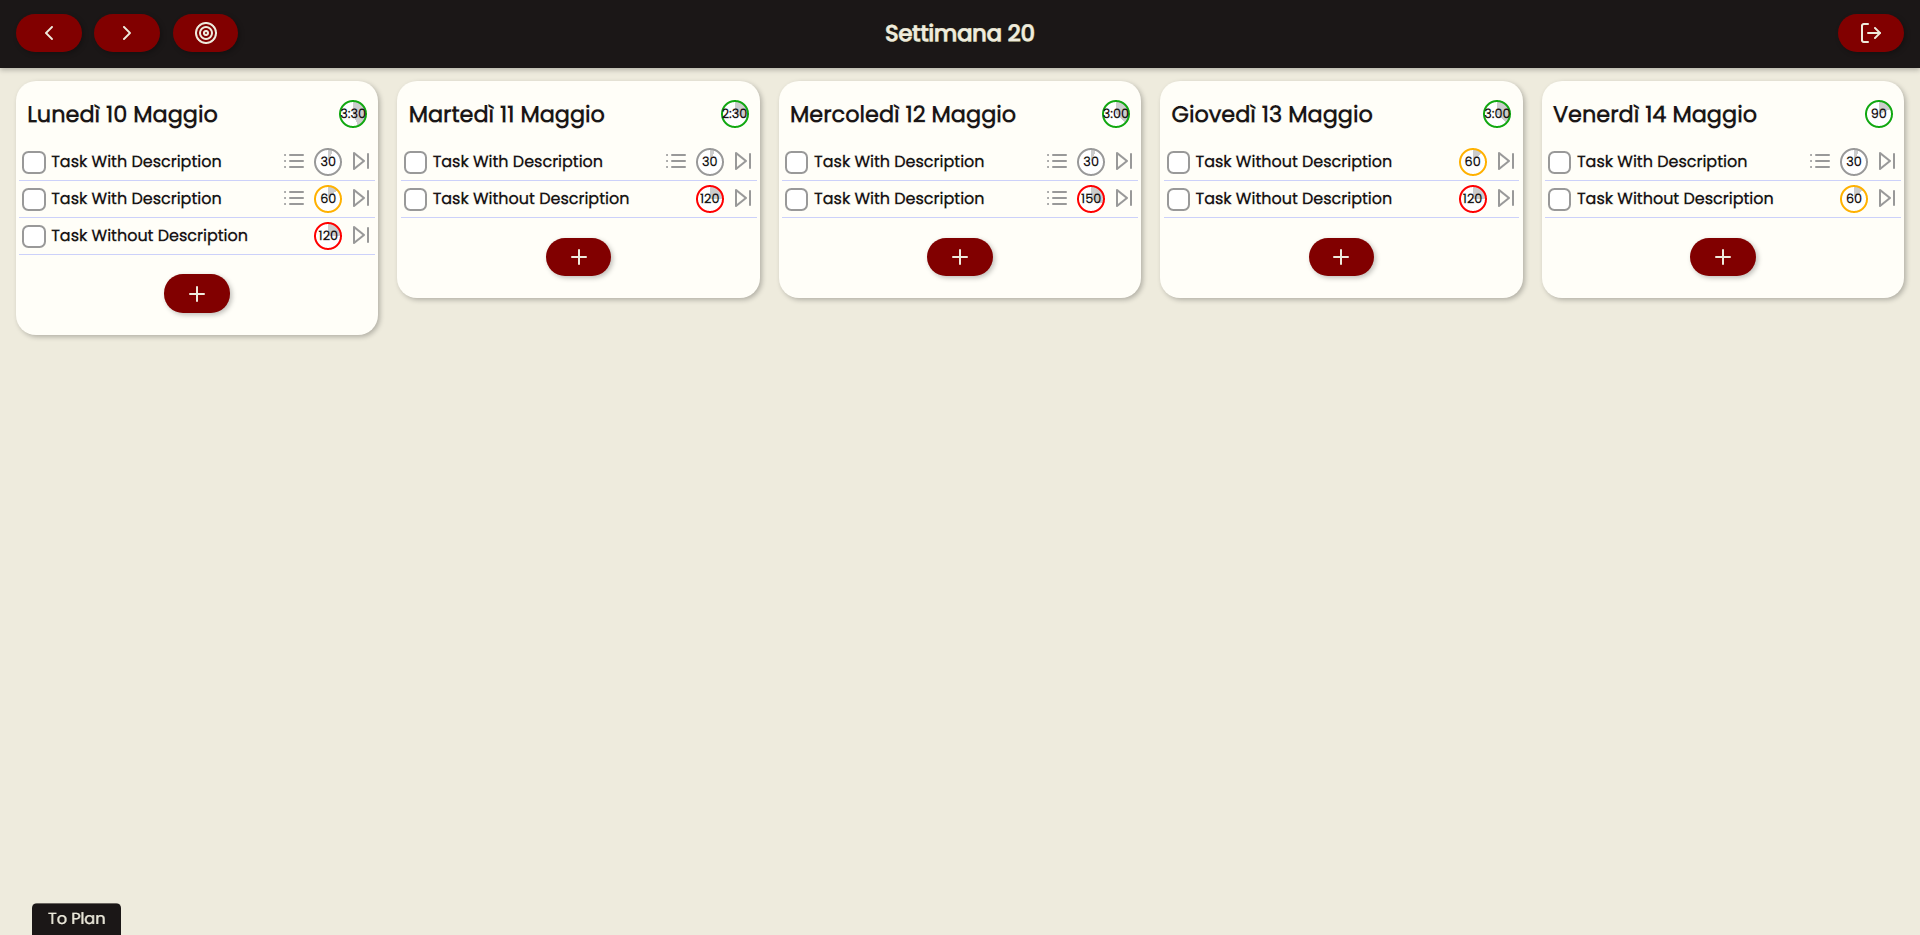 Settimana 20
Lunedì 10 Maggio 3:30
Task With Description 30
Task With Description 60
Task Without Description 120
Martedì 11 Maggio 2:30
Task With Description 30
Task Without Description 120
Mercoledì 12 Maggio 3:00
Task With Description 30
Task With Description 150
Giovedì 13 Maggio 3:00
Task Without Description 60
Task Without Description 120
Venerdì 14 Maggio 90
Task With Description 30
Task Without Description 60
To Plan